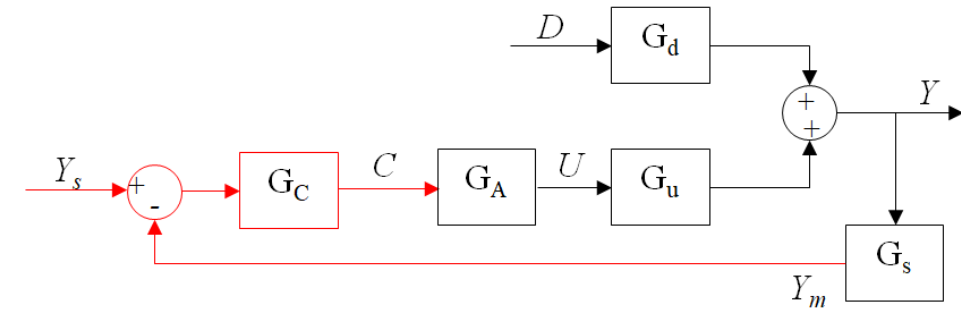 D
G_d
+
+
Y
Y_s
+
-
G_C
C
G_A
U
G_u
G_s
Y_m